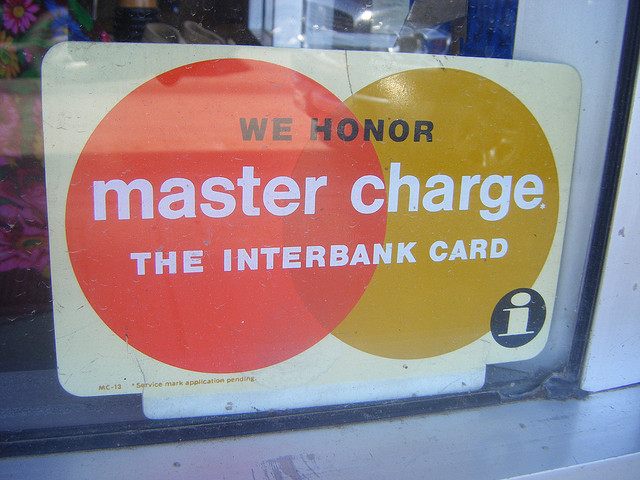 WE HONOR
master charge*
THE INTERBANK CARD
i
MC-13 * Service mark application pending.